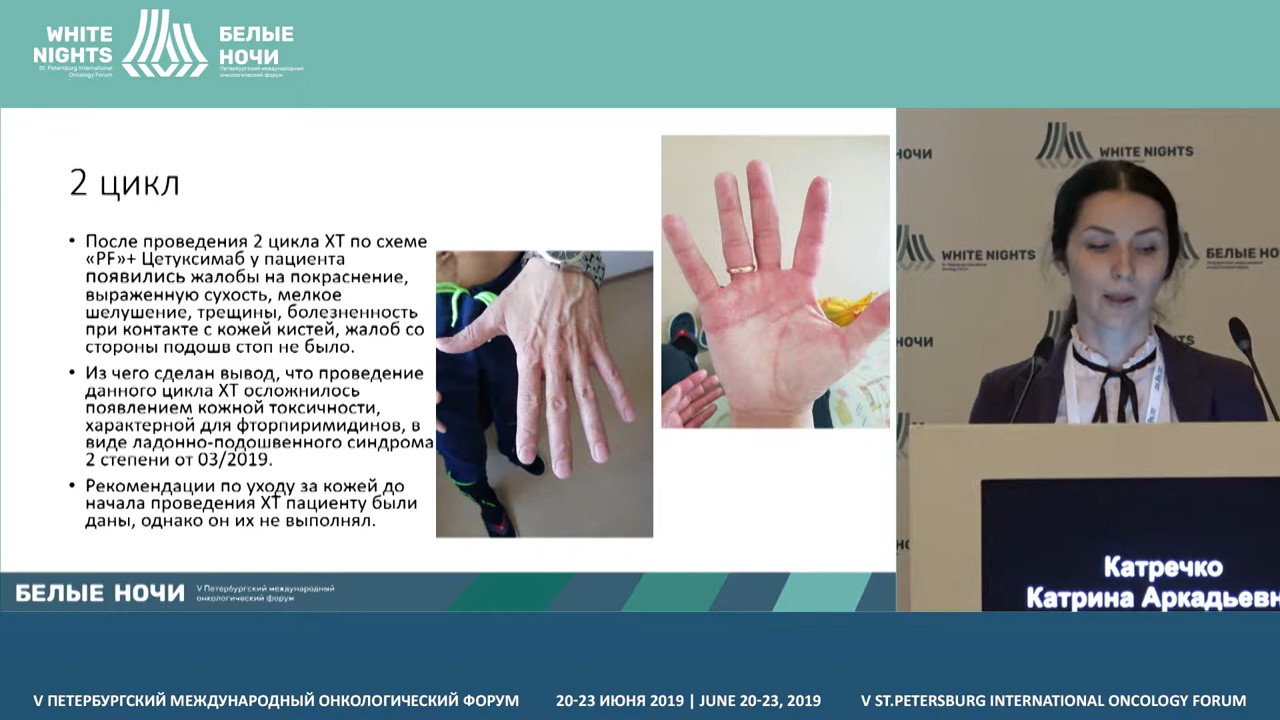 WHITE
NIGHTS
St. Petersburg International
Oncology Forum
БЕЛЫЕ
НОЧИ
Петербургский международный
онкологический форум
2 цикл
• После проведения 2 цикла ХТ по схеме
«PF»+ Цетуксимаб у пациента
появились жалобы на покраснение,
выраженную сухость, мелкое
шелушение, трещины, болезненность
при контакте с кожей кистей, жалоб со
стороны подошв стоп не было.
• Из чего сделан вывод, что проведение
данного цикла ХТ осложнилось
появлением кожной токсичности,
характерной для фторпиримидинов, в
виде ладонно-подошвенного синдрома
2 степени от 03/2019.
• Рекомендации по уходу за кожей до
начала проведения ХТ пациенту были
даны, однако он их не выполнял.
БЕЛЫЕ НОЧИ
V Петербургский международный
онкологический форум
НОЧИ
WHITE NIGHTS
WHITE NIGHTS
БЕЛЫЕ НОЧИ
НОЧИ
Катречко
Катрина Аркадьевн
V ПЕТЕРБУРГСКИЙ МЕЖДУНАРОДНЫЙ ОНКОЛОГИЧЕСКИЙ ФОРУМ
20-23 ИЮНЯ 2019 | JUNE 20-23, 2019
V ST.PETERSBURG INTERNATIONAL ONCOLOGY FORUM